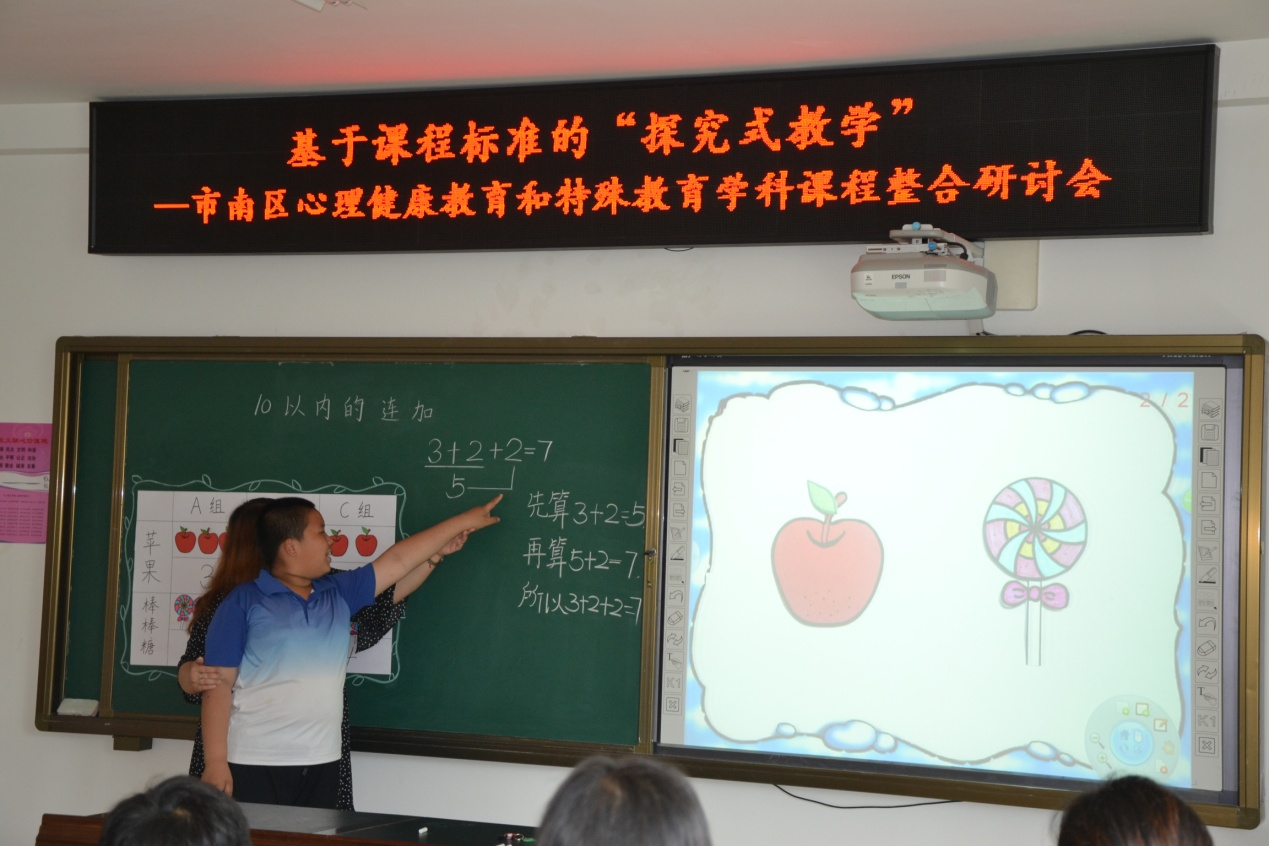 基于课程标准的“探究式教学”
—市南区心理健康教育和特殊教育学科课程整合研讨会
EPSON
10以内的连加
3+2+2=7
5
先算3+2=5
再算5+2=7.
所以3+2+2=7
A组
C组
苹果
3
棒棒糖
2/2
K1
K1